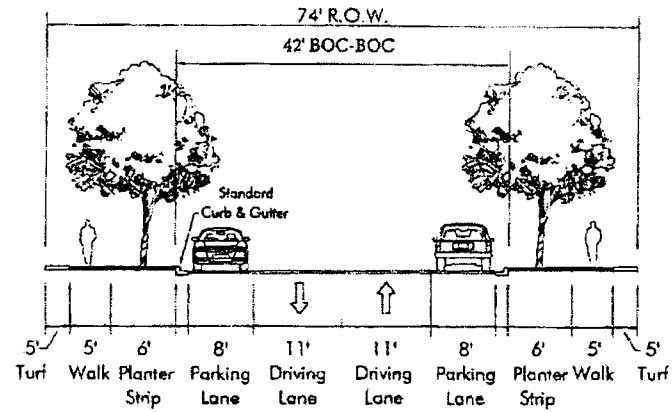 74' R.O.W.
42' BOC-BOC
Standard
Curb & Gutter
5' 5' 6' 8' 11' 11' 8' 6' 5' 5'
Turf Walk Planter Parking Driving Driving Parking Planter Walk Turf
Strip Lane Lane Lane Lane Strip